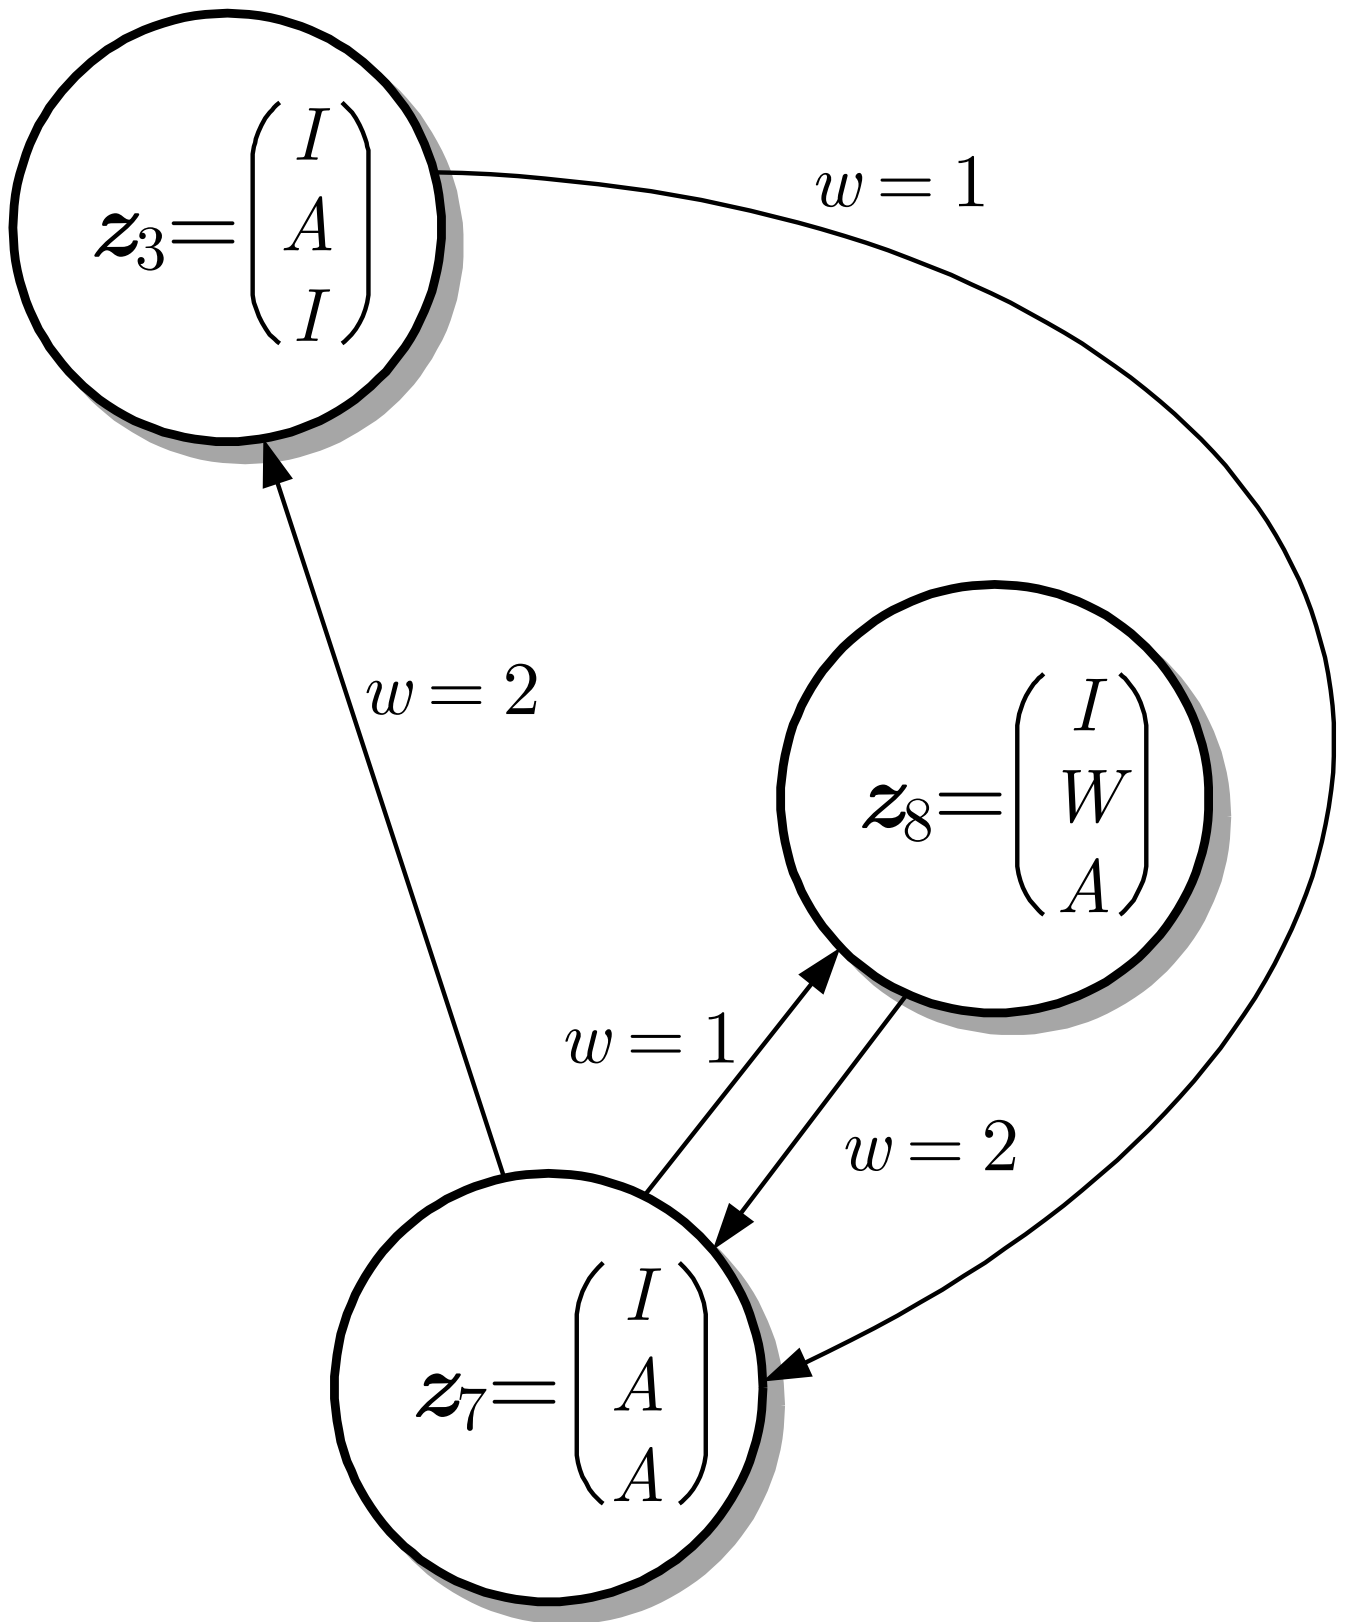 z₃=(I A I)
w = 1
w = 2
z₈=(I W A)
w = 1
w = 2
z₇=(I A A)